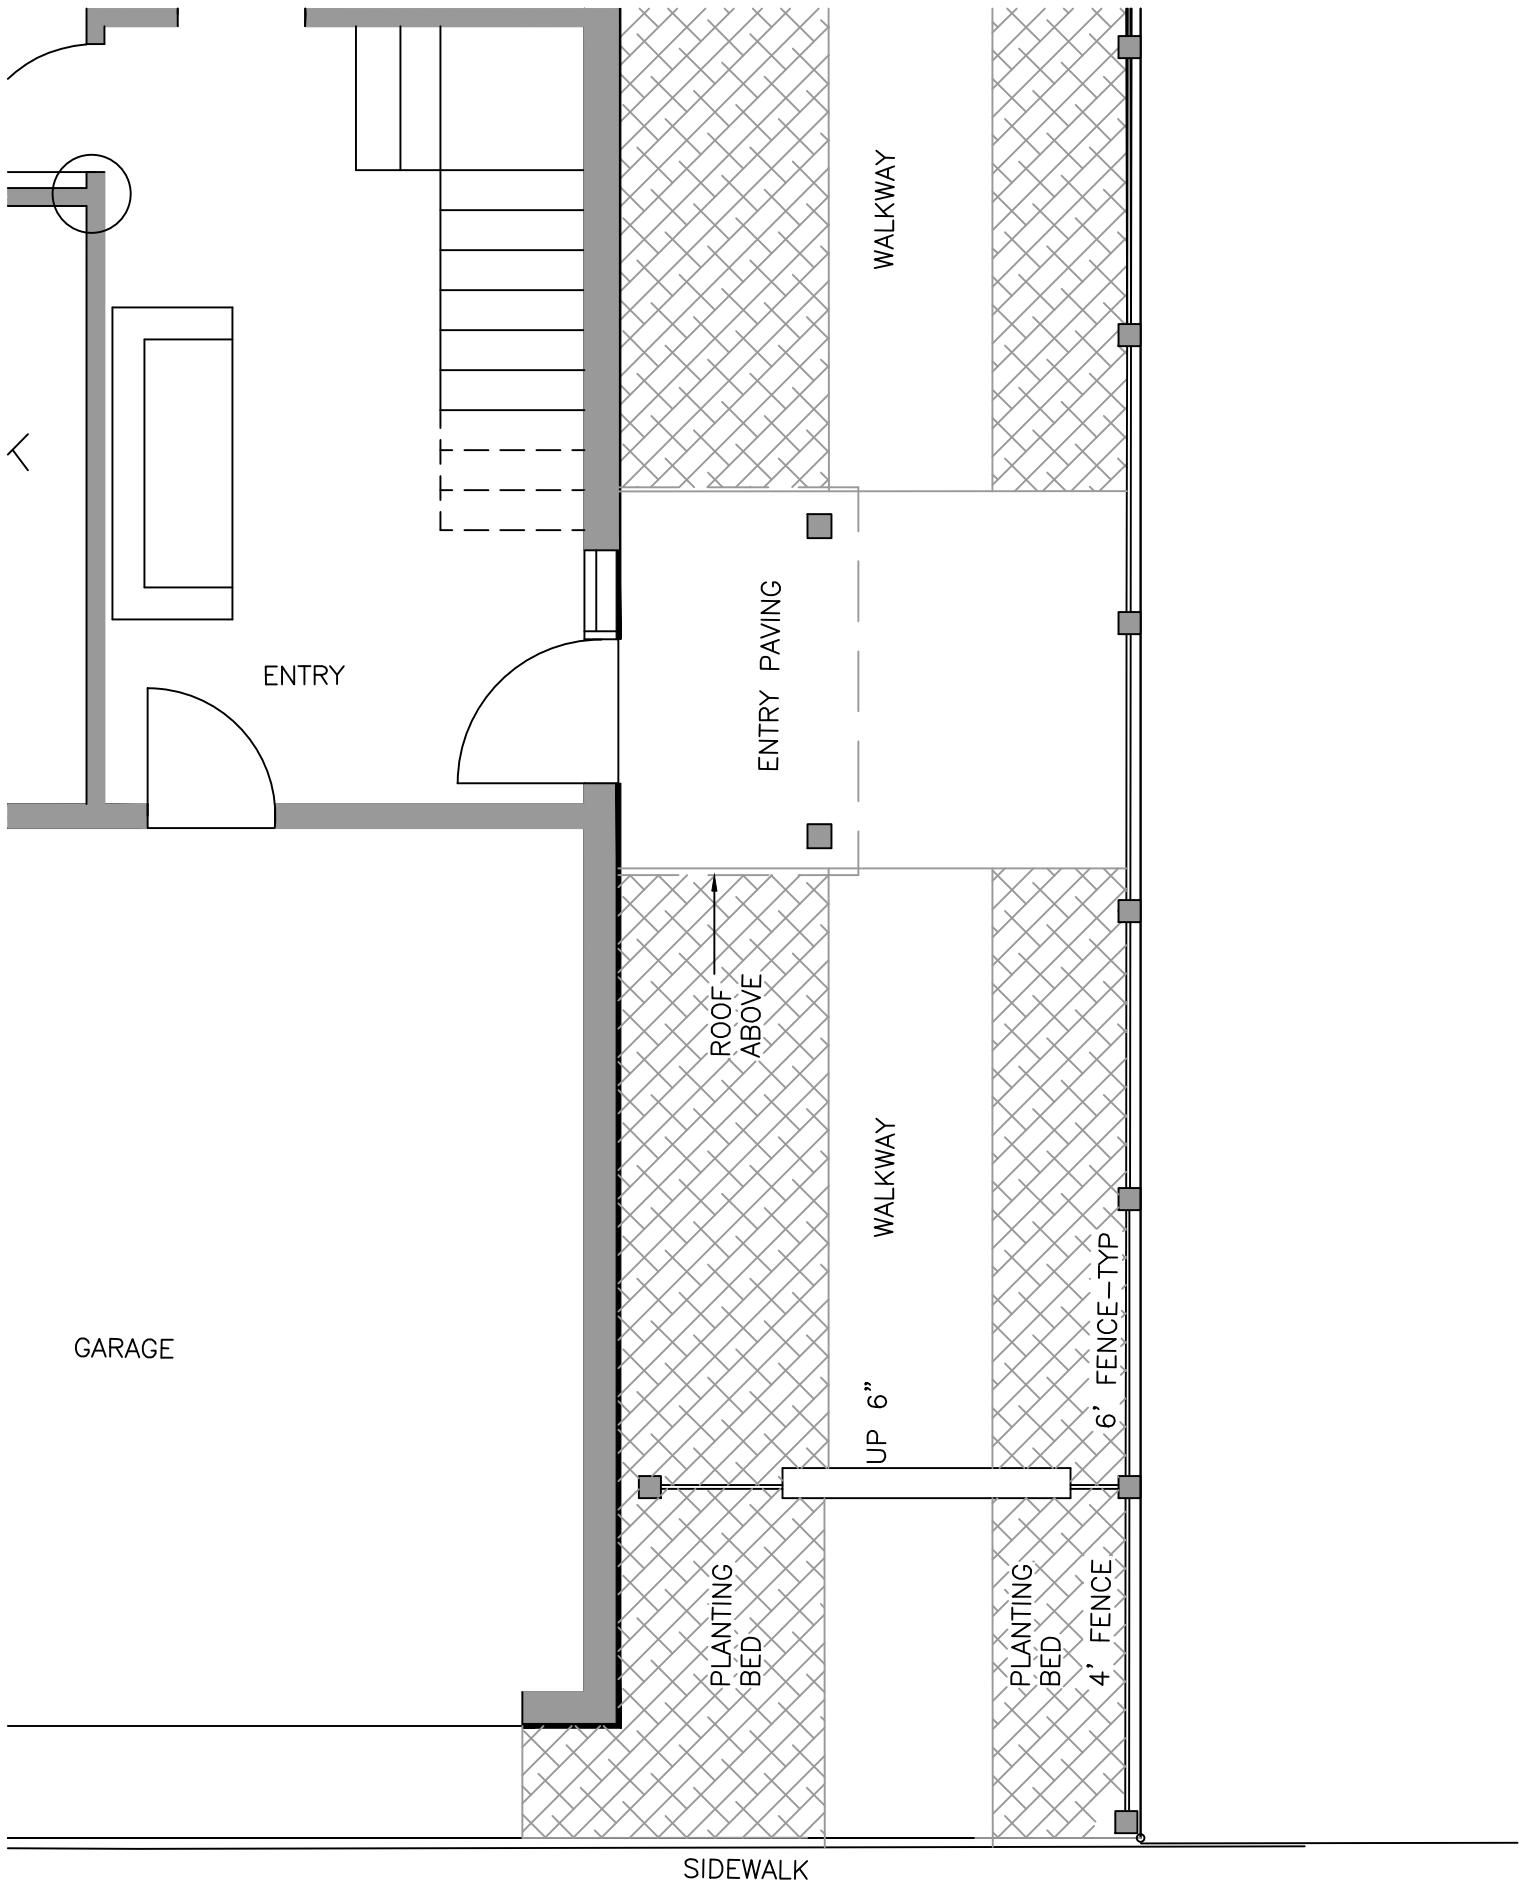 WALKWAY
ENTRY PAVING
ENTRY
ROOF
ABOVE
WALKWAY
6' FENCE-TYP
GARAGE
UP 6"
PLANTING
BED
PLANTING
BED
4' FENCE
SIDEWALK